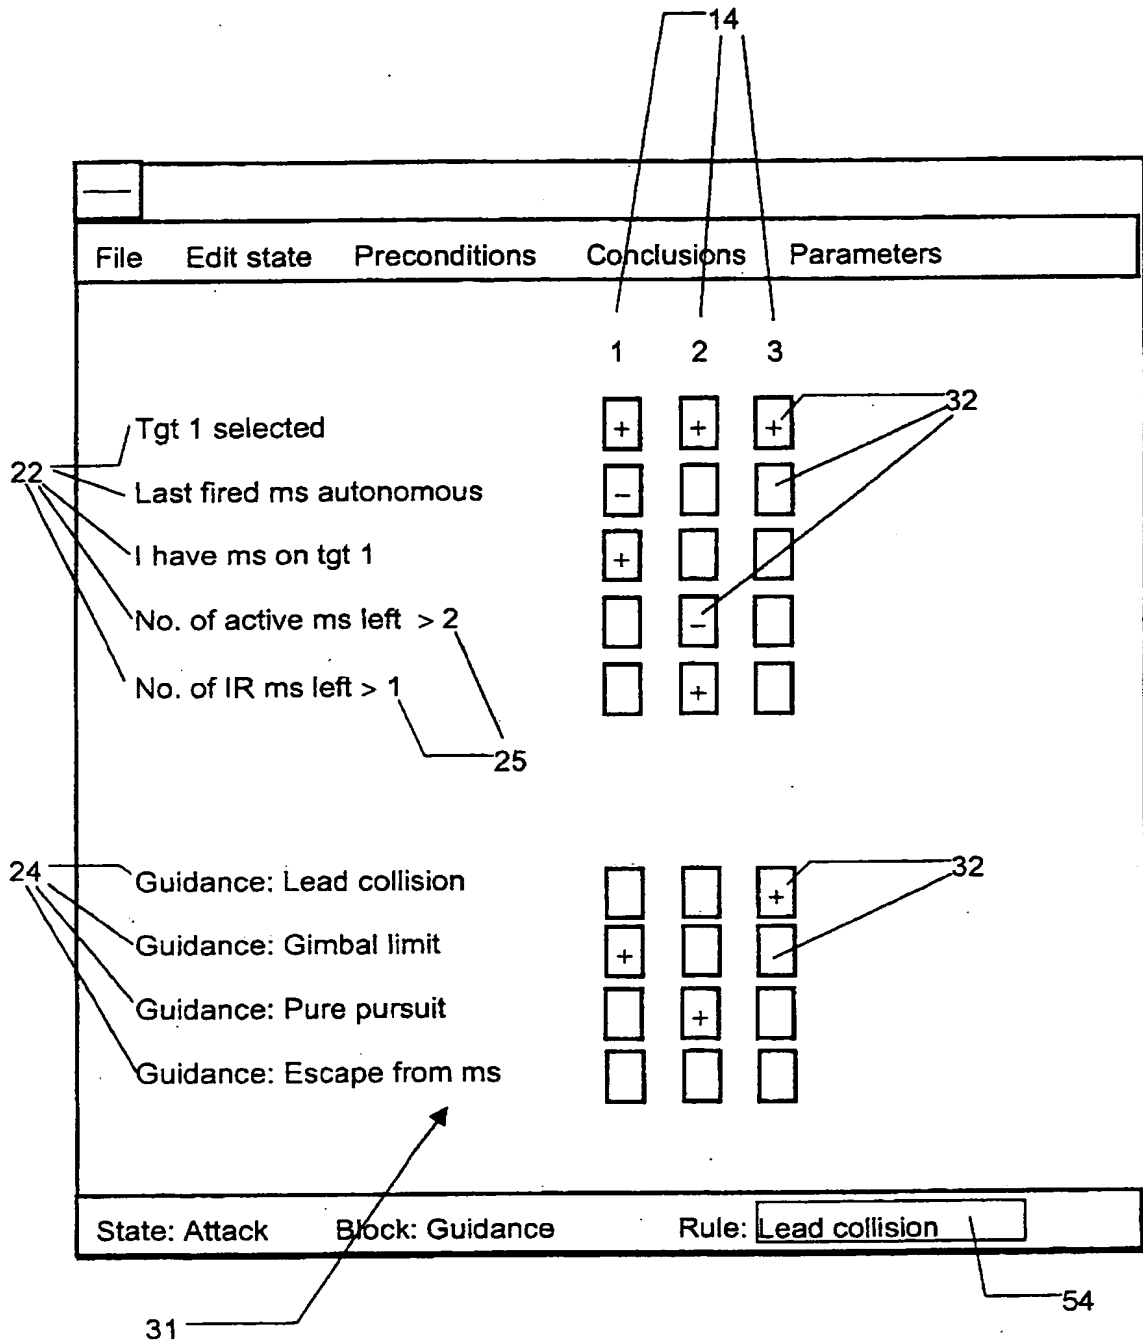 14
File Edit state Preconditions Conclusions Parameters
1 2 3
Tgt 1 selected + + +
32
22
Last fired ms autonomous −
I have ms on tgt 1 +
No. of active ms left > 2 −
No. of IR ms left > 1 +
25
24
Guidance: Lead collision +
32
Guidance: Gimbal limit +
Guidance: Pure pursuit +
Guidance: Escape from ms
State: Attack Block: Guidance Rule: Lead collision
54
31